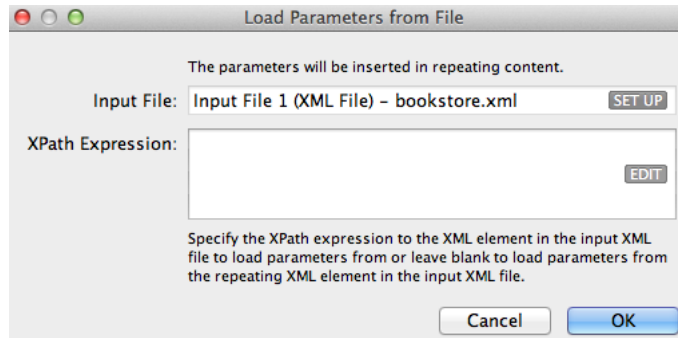 Load Parameters from File
The parameters will be inserted in repeating content.
Input File: Input File 1 (XML File) – bookstore.xml SET UP
XPath Expression:
EDIT
Specify the XPath expression to the XML element in the input XML
file to load parameters from or leave blank to load parameters from
the repeating XML element in the input XML file.
Cancel OK